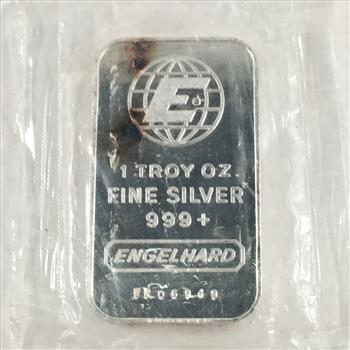 E
1 TROY OZ.
FINE SILVER
999+
ENGELHARD